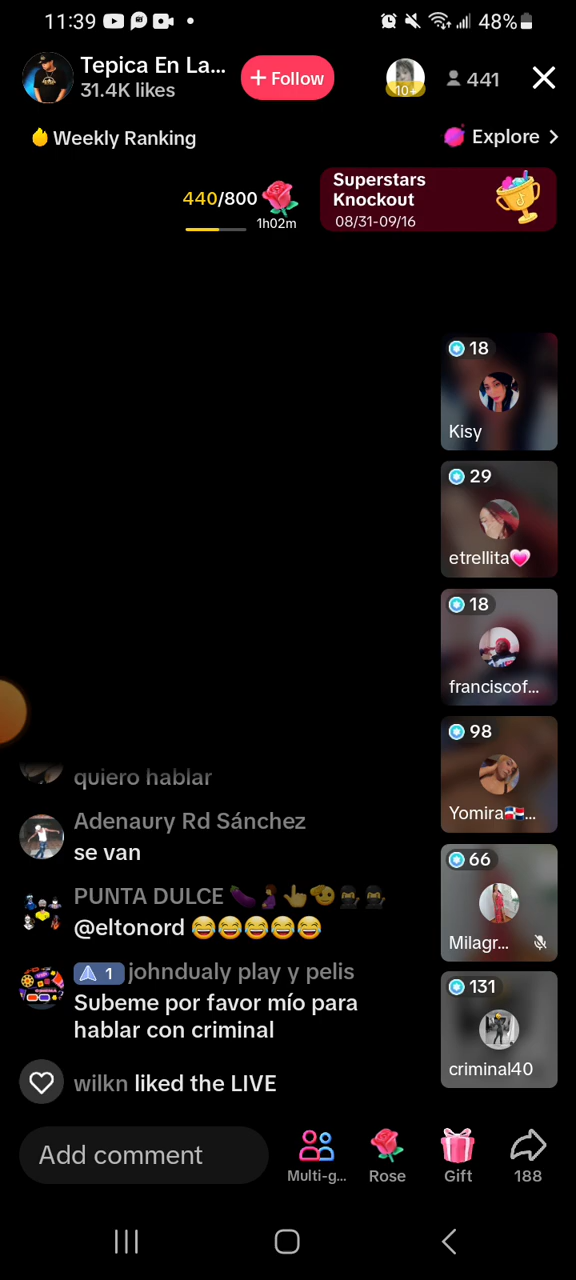 11:39
48%
Tepica En La...
31.4K likes
+ Follow
10+
441
Weekly Ranking
Explore
440/800
1h02m
Superstars
Knockout
08/31-09/16
18
Kisy
29
etrellita
18
franciscof...
98
Yomira🇩🇴...
66
Milagr...
131
criminal40
quiero hablar
Adenaury Rd Sánchez
se van
PUNTA DULCE 🍆🤰👆🫡🥷🥷
@eltonord 😂😂😂😂😂
1 johndualy play y pelis
Subeme por favor mío para
hablar con criminal
wilkn liked the LIVE
Add comment
Multi-g...
Rose
Gift
188